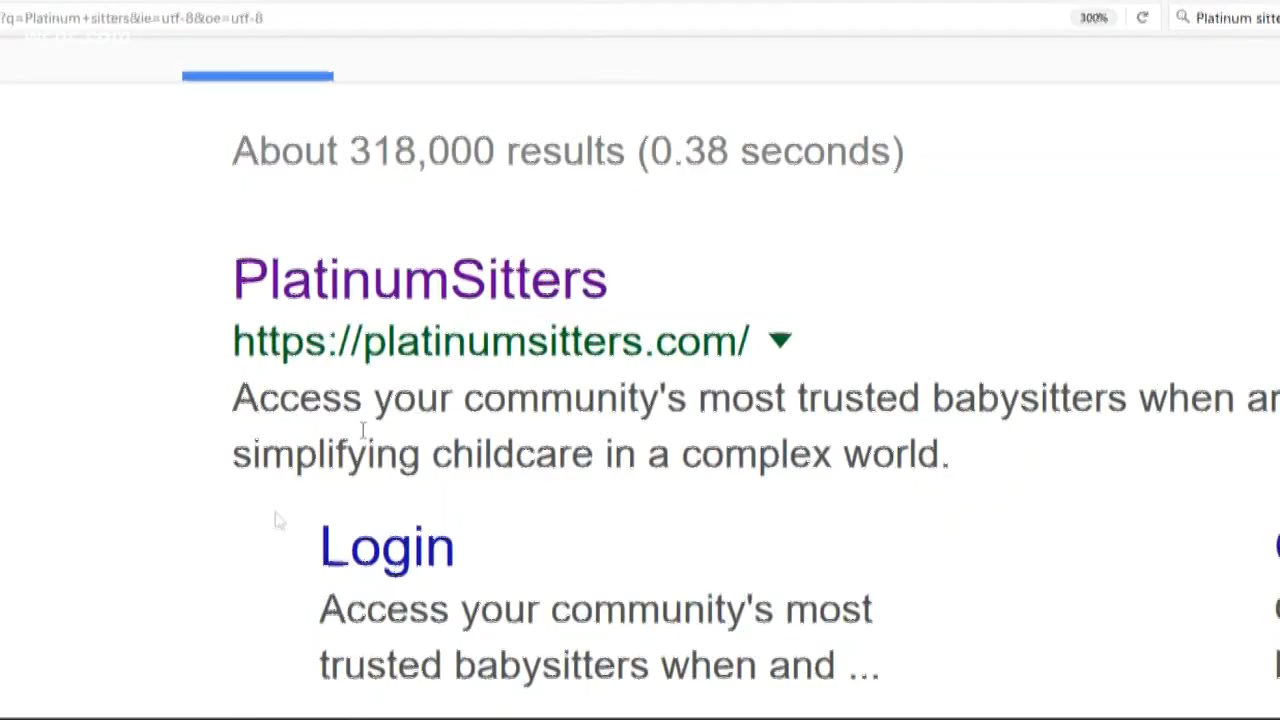 ?q=Platinum+sitters&ie=utf-8&oe=utf-8
300%
Platinum sitte
About 318,000 results (0.38 seconds)
PlatinumSitters
https://platinumsitters.com/
Access your community's most trusted babysitters when an
simplifying childcare in a complex world.
Login
Access your community's most
trusted babysitters when and ...